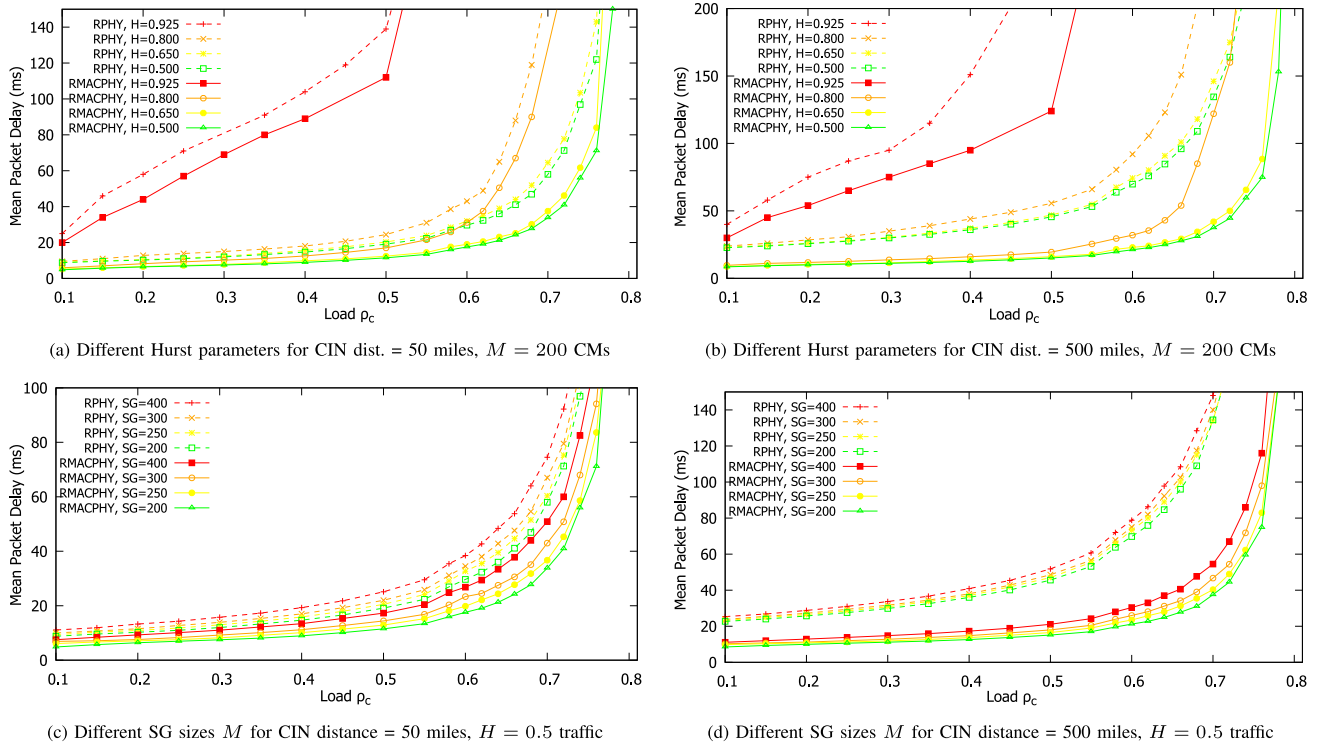 150
140
120
100
80
60
40
20
0
Mean Packet Delay (ms)
RPHY, H=0.925
RPHY, H=0.800
RPHY, H=0.650
RPHY, H=0.500
RMACPHY, H=0.925
RMACPHY, H=0.800
RMACPHY, H=0.650
RMACPHY, H=0.500
0.1 0.2 0.3 0.4 0.5 0.6 0.7 0.8
Load ρc
(a) Different Hurst parameters for CIN dist. = 50 miles, M = 200 CMs
200
150
100
50
0
Mean Packet Delay (ms)
RPHY, H=0.925
RPHY, H=0.800
RPHY, H=0.650
RPHY, H=0.500
RMACPHY, H=0.925
RMACPHY, H=0.800
RMACPHY, H=0.650
RMACPHY, H=0.500
0.1 0.2 0.3 0.4 0.5 0.6 0.7 0.8
Load ρc
(b) Different Hurst parameters for CIN dist. = 500 miles, M = 200 CMs
100
80
60
40
20
0
Mean Packet Delay (ms)
RPHY, SG=400
RPHY, SG=300
RPHY, SG=250
RPHY, SG=200
RMACPHY, SG=400
RMACPHY, SG=300
RMACPHY, SG=250
RMACPHY, SG=200
0.1 0.2 0.3 0.4 0.5 0.6 0.7 0.8
Load ρc
(c) Different SG sizes M for CIN distance = 50 miles, H = 0.5 traffic
140
120
100
80
60
40
20
0
Mean Packet Delay (ms)
RPHY, SG=400
RPHY, SG=300
RPHY, SG=250
RPHY, SG=200
RMACPHY, SG=400
RMACPHY, SG=300
RMACPHY, SG=250
RMACPHY, SG=200
0.1 0.2 0.3 0.4 0.5 0.6 0.7 0.8
Load ρc
(d) Different SG sizes M for CIN distance = 500 miles, H = 0.5 traffic